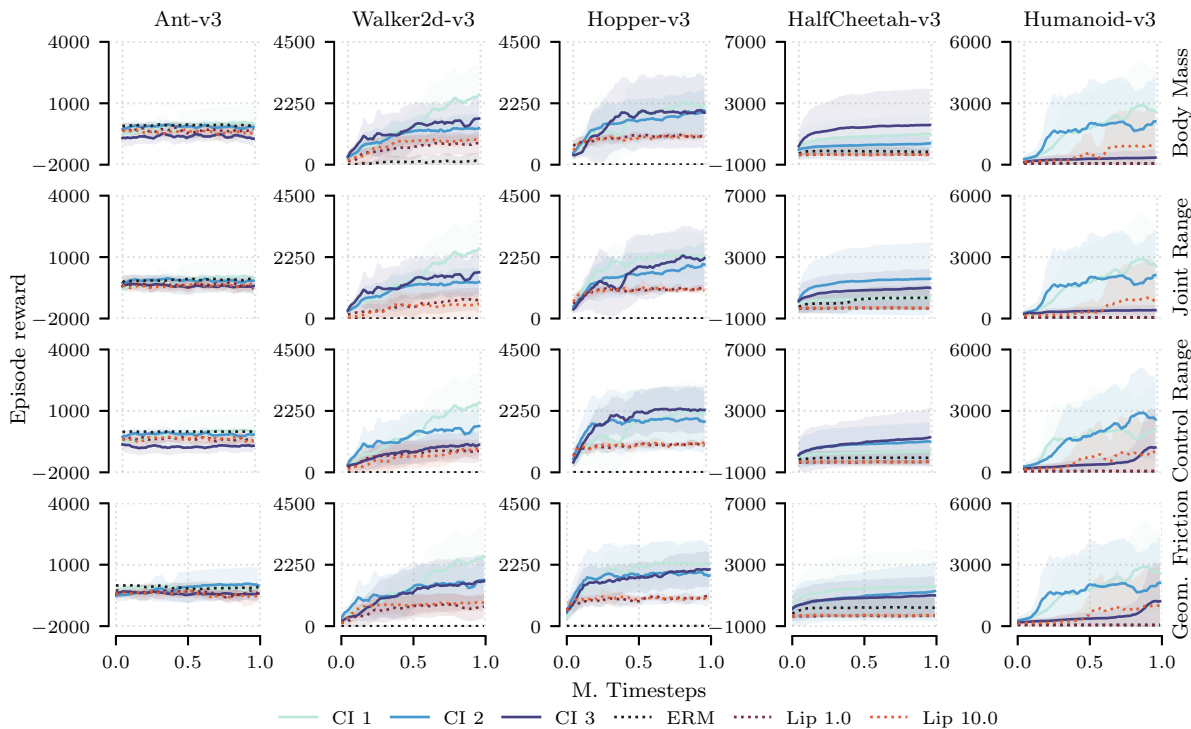 Ant-v3 Walker2d-v3 Hopper-v3 HalfCheetah-v3 Humanoid-v3
4000 4500 4500 7000 6000
1000 2250 2250 3000 3000
−2000 0 0 −1000 0
Body Mass
4000 4500 4500 7000 6000
1000 2250 2250 3000 3000
−2000 0 0 −1000 0
Joint Range
Episode reward
4000 4500 4500 7000 6000
1000 2250 2250 3000 3000
−2000 0 0 −1000 0
Control Range
4000 4500 4500 7000 6000
1000 2250 2250 3000 3000
−2000 0 0 −1000 0
Geom. Friction
0.0 0.5 1.0 0.0 0.5 1.0 0.0 0.5 1.0 0.0 0.5 1.0 0.0 0.5 1.0
M. Timesteps
CI 1 CI 2 CI 3 ERM Lip 1.0 Lip 10.0